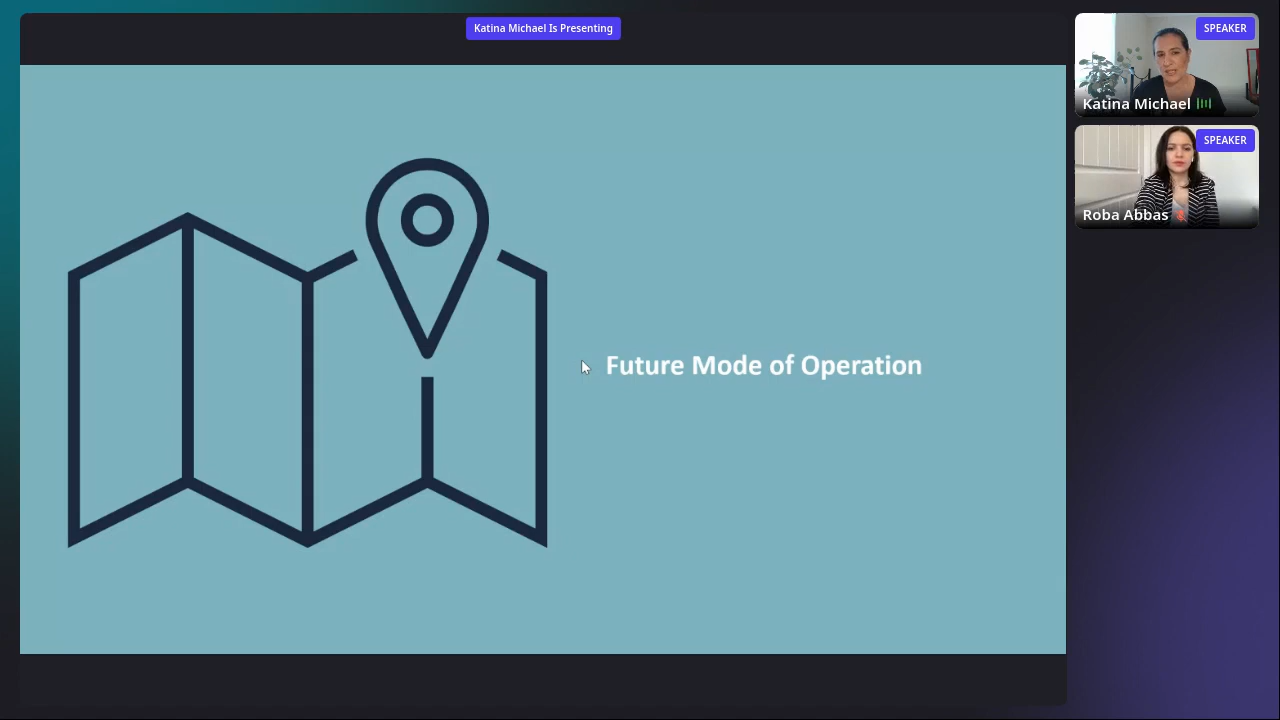 Katina Michael Is Presenting
SPEAKER
Katina Michael
SPEAKER
Roba Abbas
Future Mode of Operation